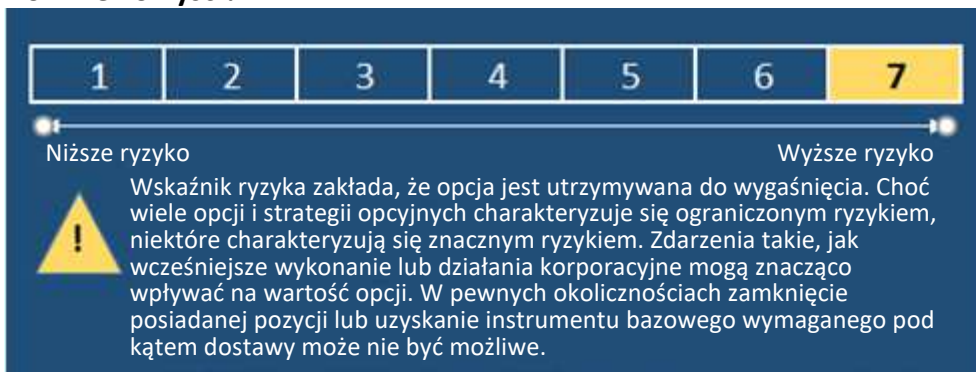 1 2 3 4 5 6 7
Niższe ryzyko Wyższe ryzyko
Wskaźnik ryzyka zakłada, że opcja jest utrzymywana do wygaśnięcia. Choć
wiele opcji i strategii opcyjnych charakteryzuje się ograniczonym ryzykiem,
! niektóre charakteryzują się znacznym ryzykiem. Zdarzenia takie, jak
wcześniejsze wykonanie lub działania korporacyjne mogą znacząco
wpływać na wartość opcji. W pewnych okolicznościach zamknięcie
posiadanej pozycji lub uzyskanie instrumentu bazowego wymaganego pod
kątem dostawy może nie być możliwe.